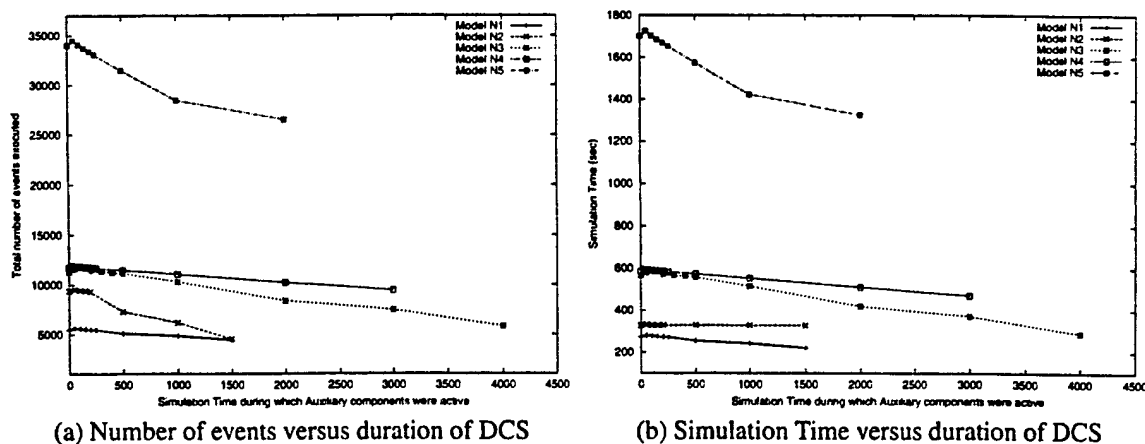 35000
30000
25000
20000
15000
10000
5000
0
500
1000
1500
2000
2500
3000
3500
4000
4500
Total number of events executed
Simulation Time during which Auxiliary components were active
Model N1
Model N2
Model N3
Model N4
Model N5
(a) Number of events versus duration of DCS
1800
1600
1400
1200
1000
800
600
400
200
0
500
1000
1500
2000
2500
3000
3500
4000
4500
Simulation Time (sec)
Simulation Time during which Auxiliary components were active
Model N1
Model N2
Model N3
Model N4
Model N5
(b) Simulation Time versus duration of DCS